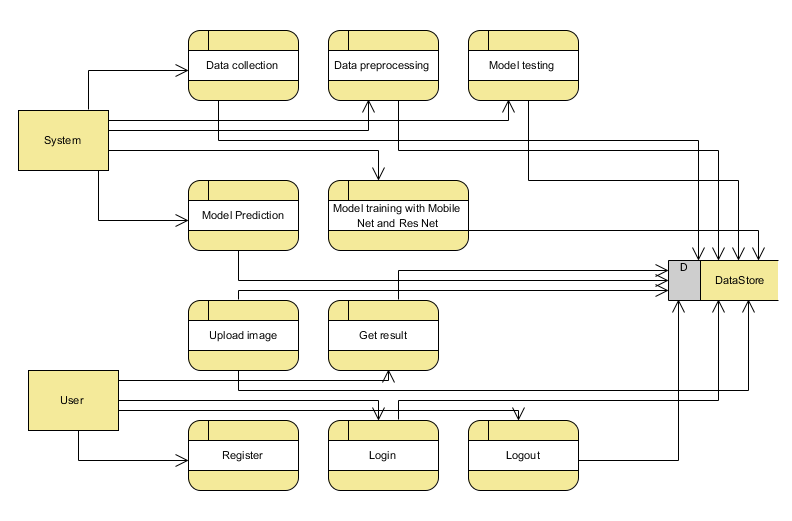 Data collection
Data preprocessing
Model testing
System
Model Prediction
Model training with Mobile
Net and Res Net
D
DataStore
Upload image
Get result
User
Register
Login
Logout